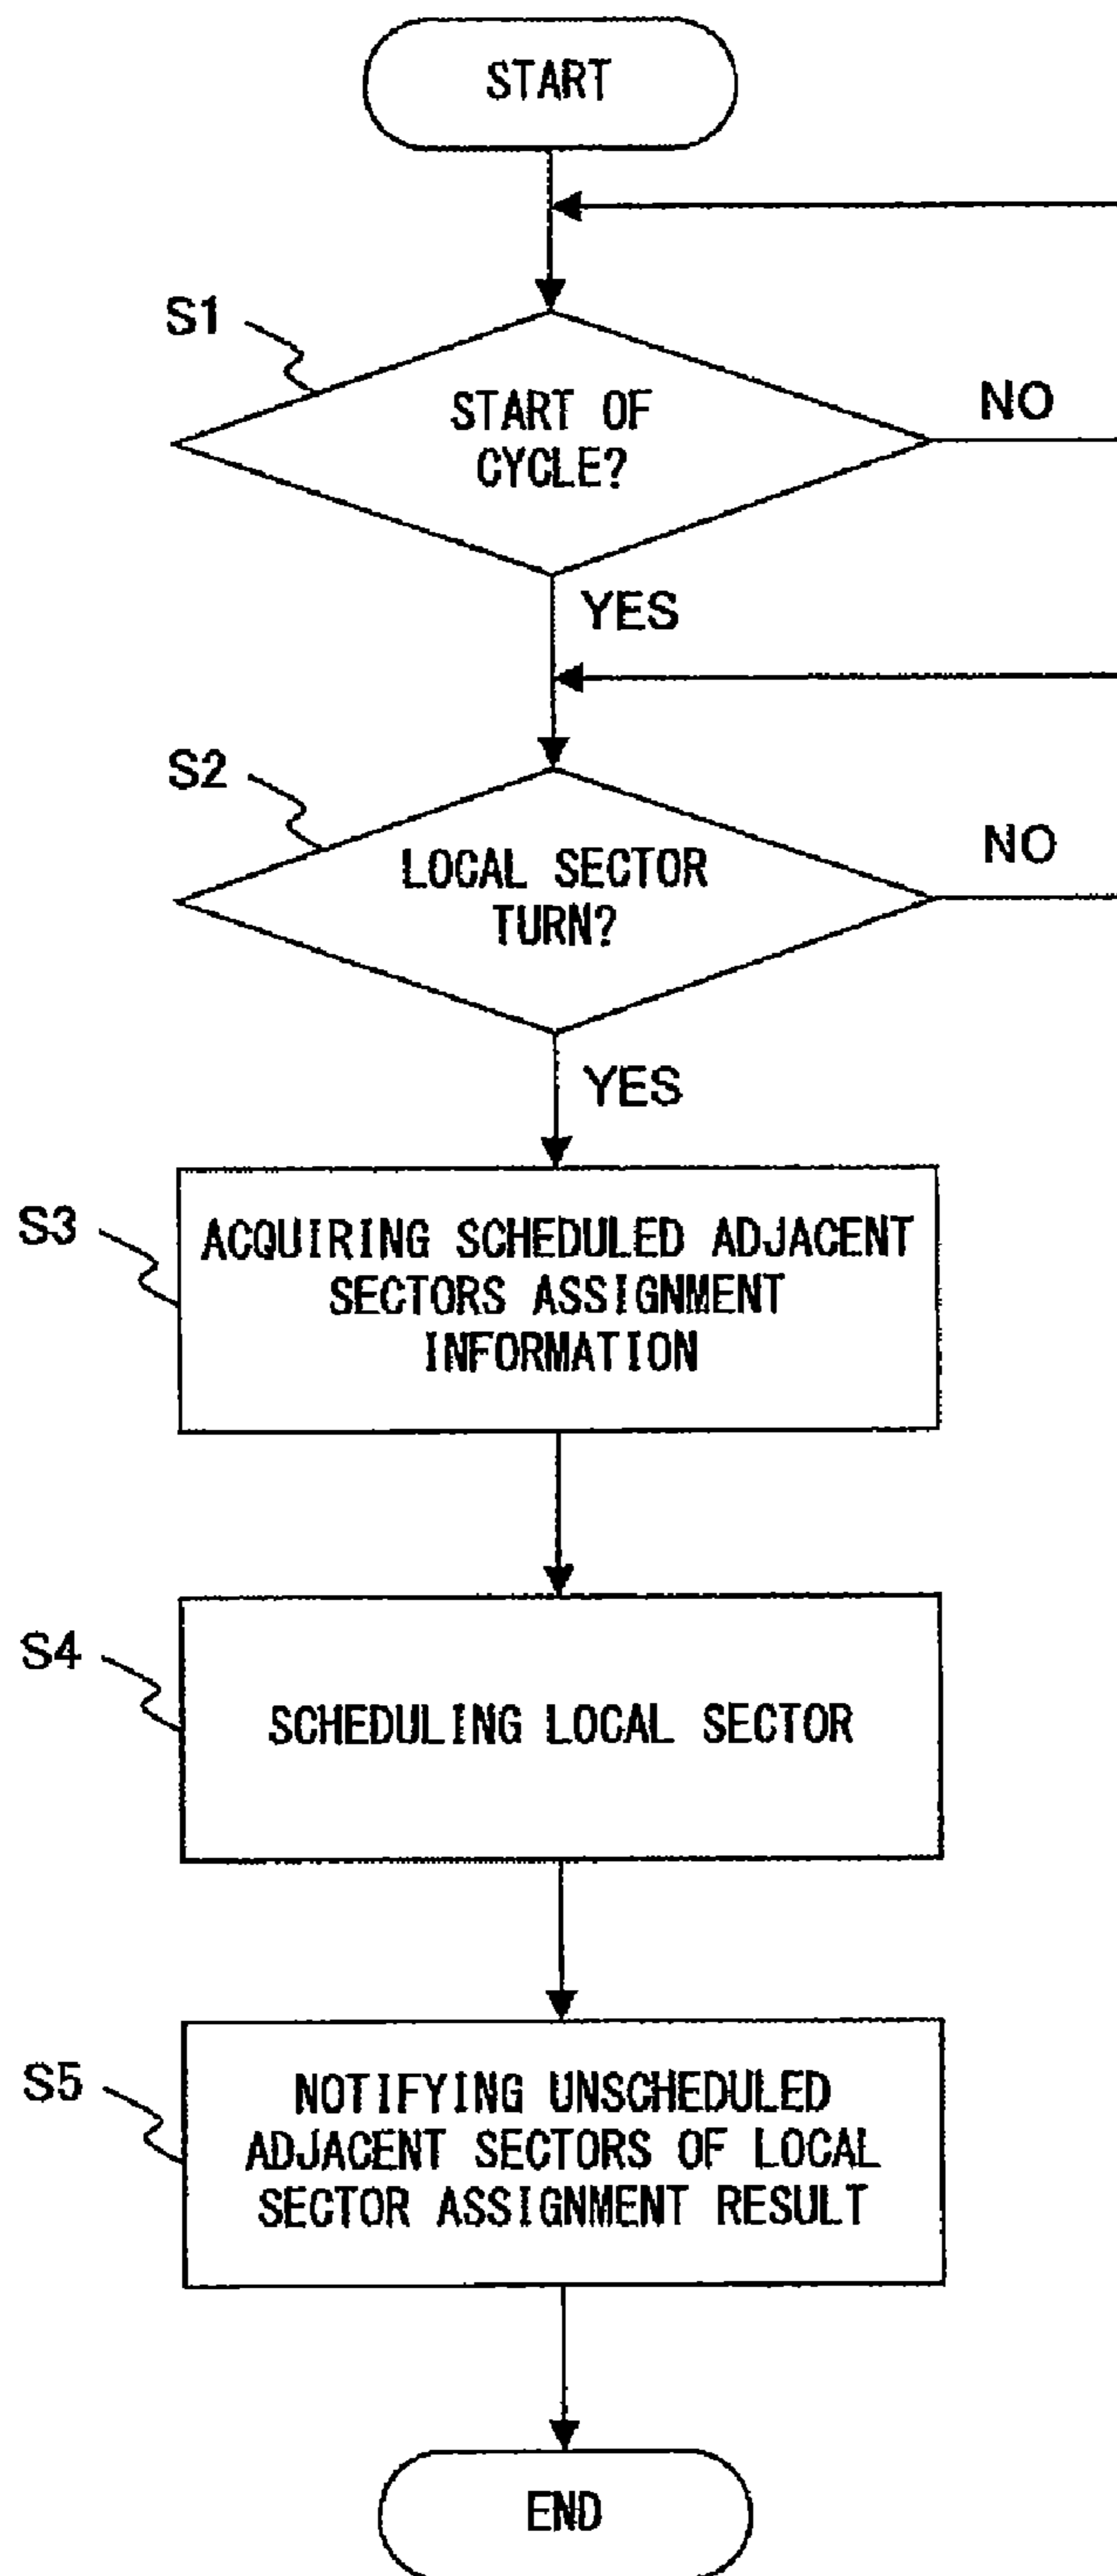 START
S1
START OF
CYCLE?
NO
YES
S2
LOCAL SECTOR
TURN?
NO
YES
S3
ACQUIRING SCHEDULED ADJACENT
SECTORS ASSIGNMENT
INFORMATION
S4
SCHEDULING LOCAL SECTOR
S5
NOTIFYING UNSCHEDULED
ADJACENT SECTORS OF LOCAL
SECTOR ASSIGNMENT RESULT
END